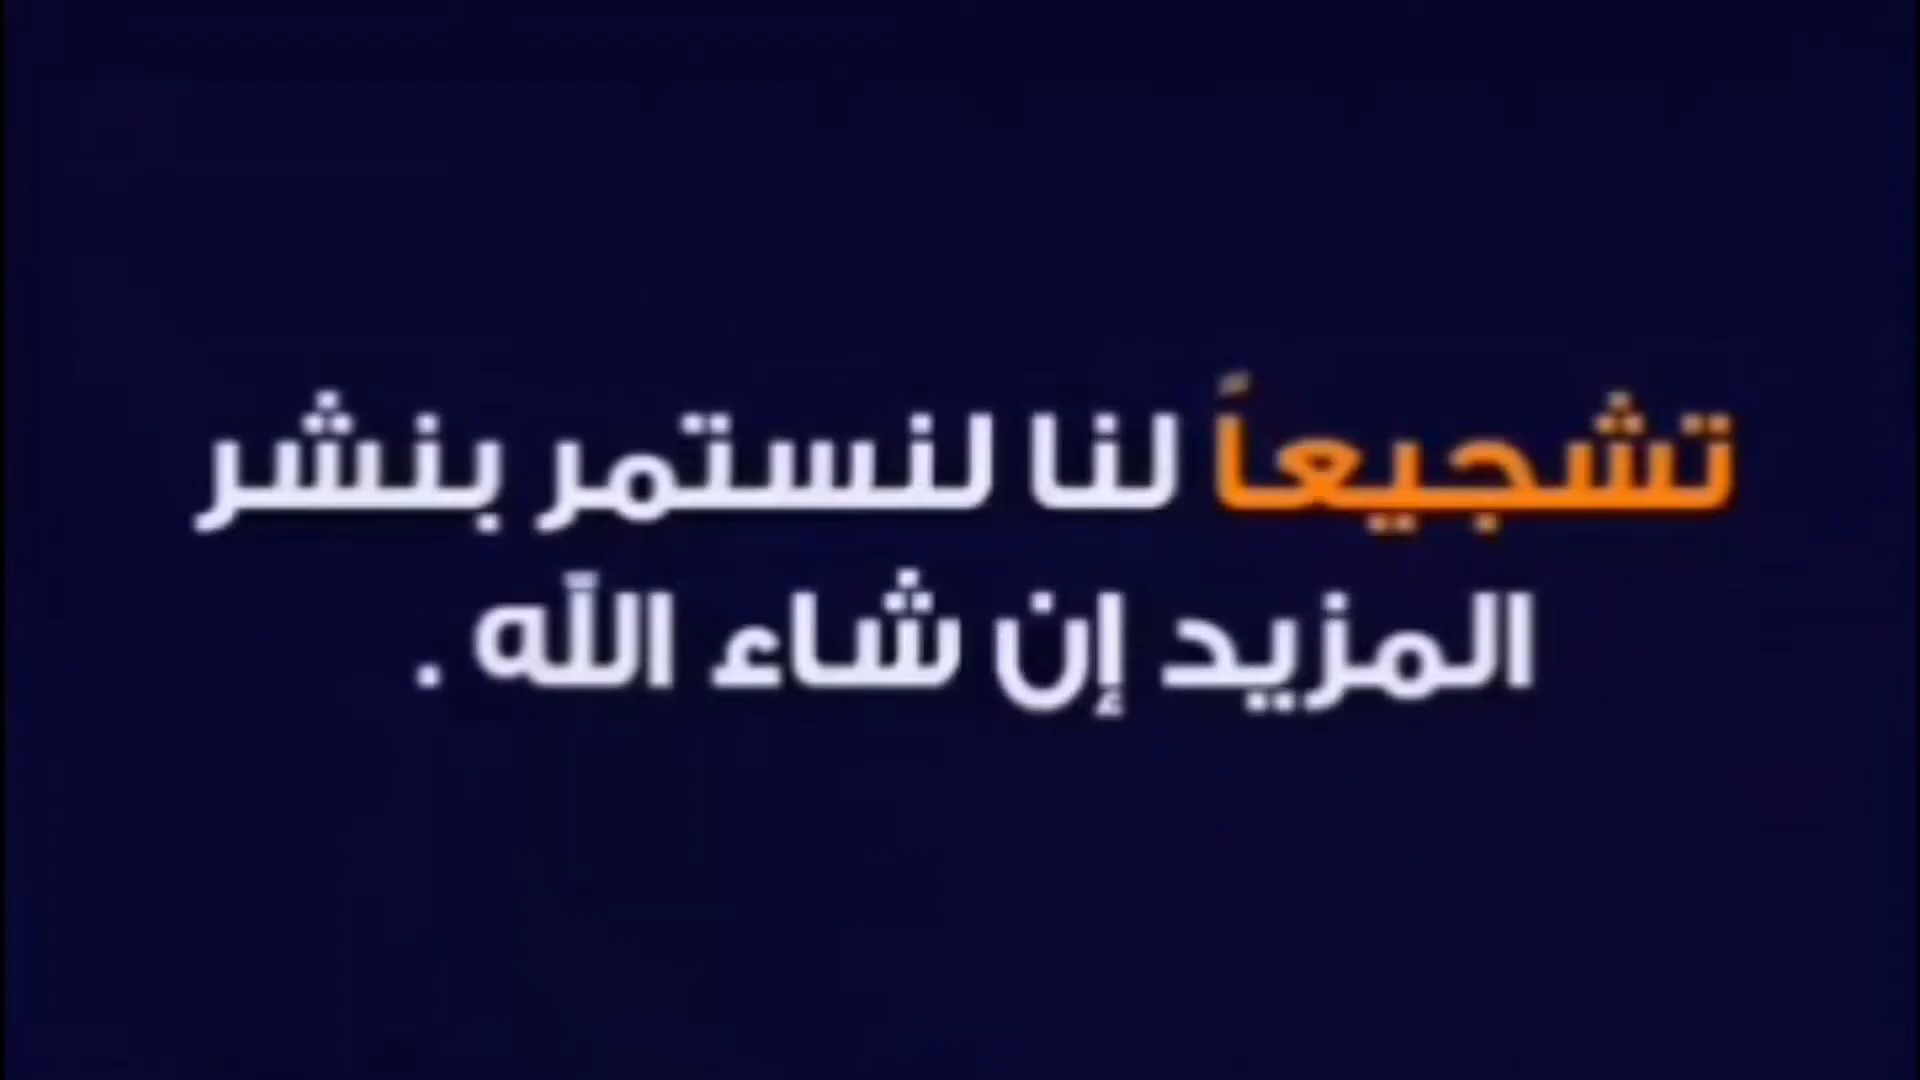 تشجيعاً لنا لنستمر بنشر
المزيد إن شاء الله .